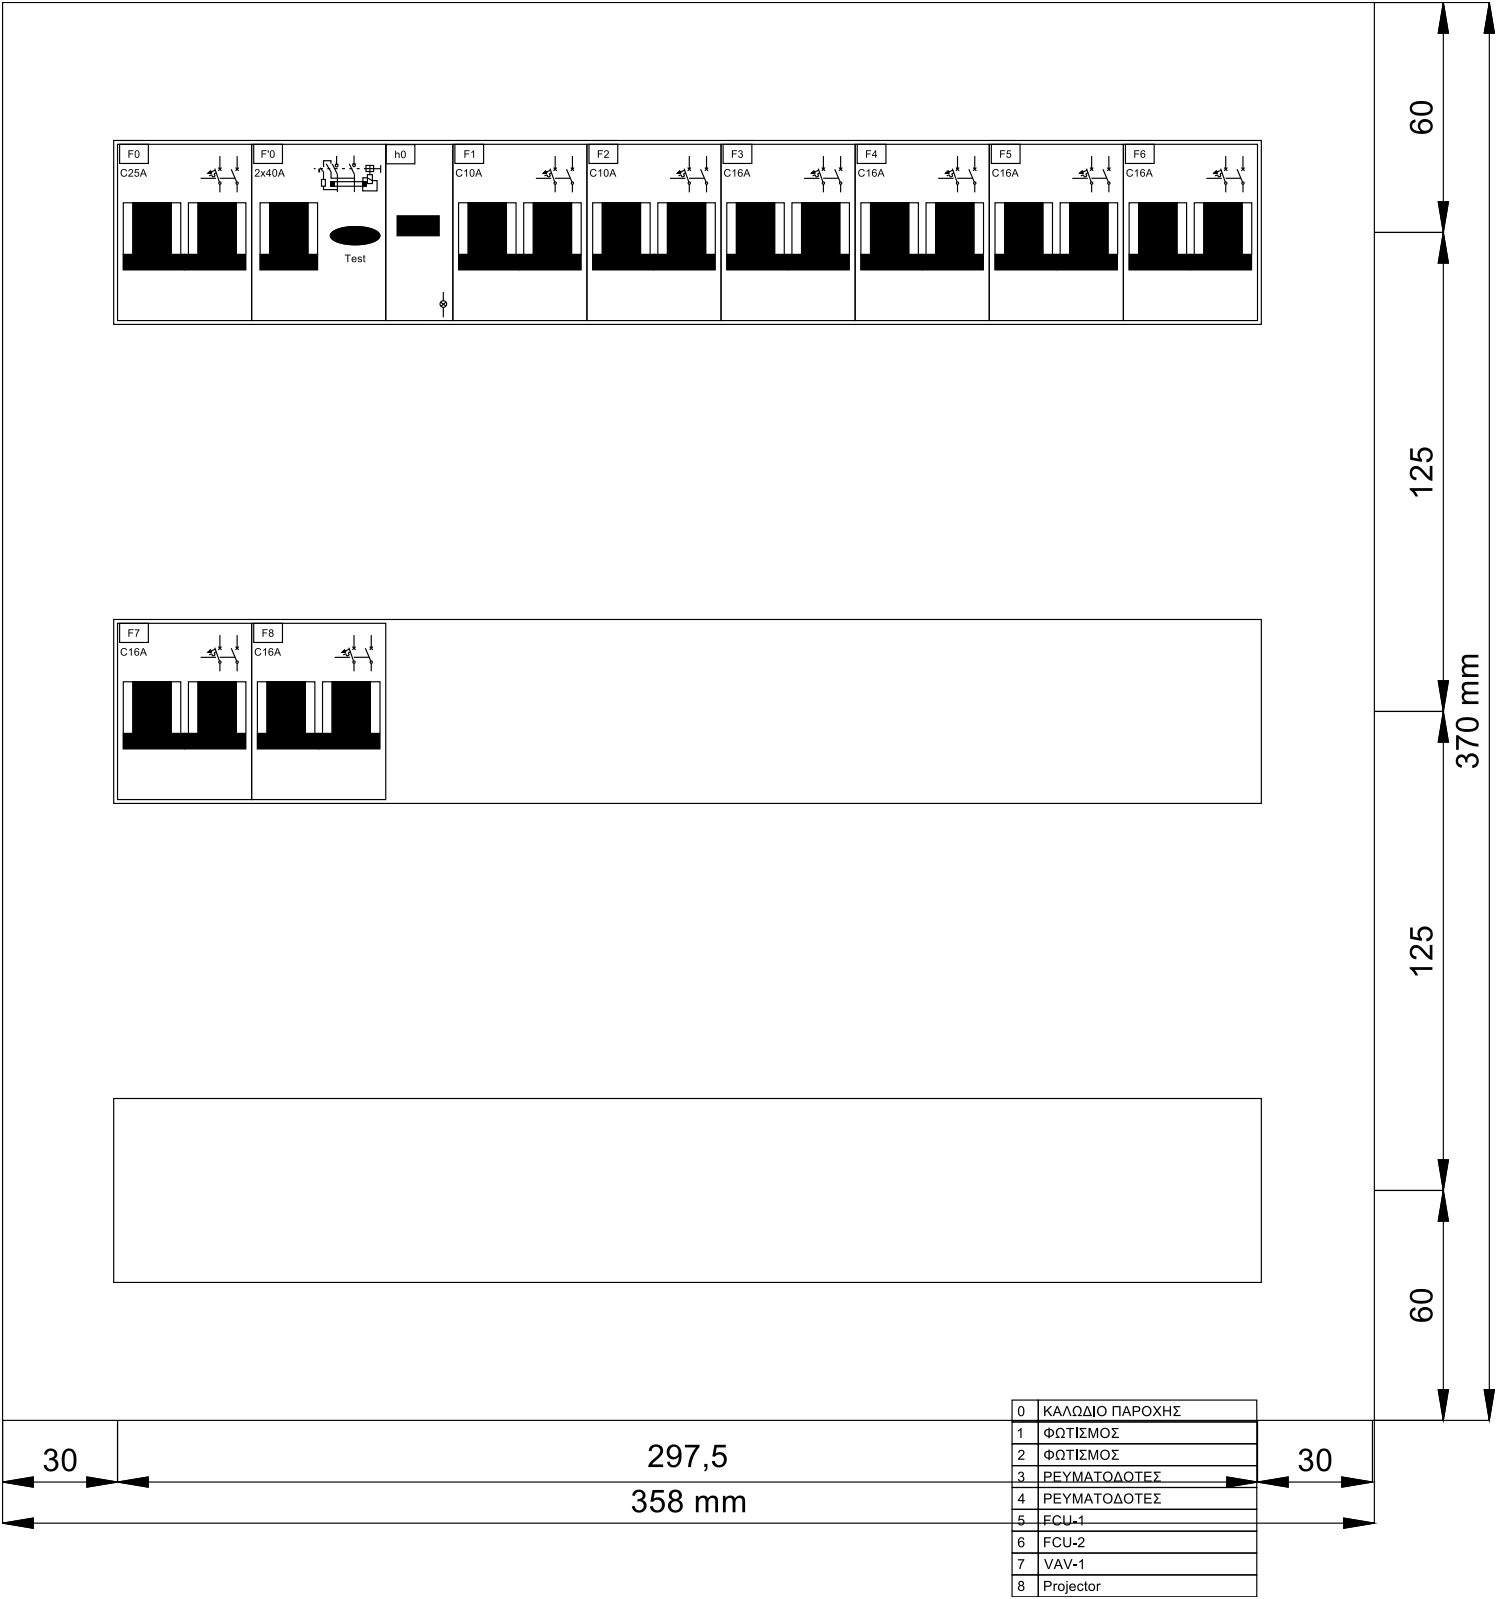 60
F0
F'0
h0
F1
F2
F3
F4
F5
F6
C25A
2x40A
C10A
C10A
C16A
C16A
C16A
C16A
Test
125
F7
F8
C16A
C16A
370 mm
125
60
0 ΚΑΛΩΔΙΟ ΠΑΡΟΧΗΣ
1 ΦΩΤΙΣΜΟΣ
2 ΦΩΤΙΣΜΟΣ
3 ΡΕΥΜΑΤΟΔΟΤΕΣ
4 ΡΕΥΜΑΤΟΔΟΤΕΣ
5 FCU-1
6 FCU-2
7 VAV-1
8 Projector
30
297,5
30
358 mm